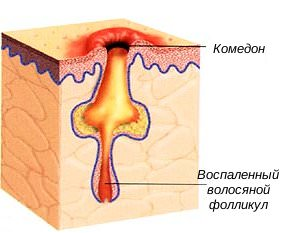 Комедон
Воспаленный
волосяной
фолликул